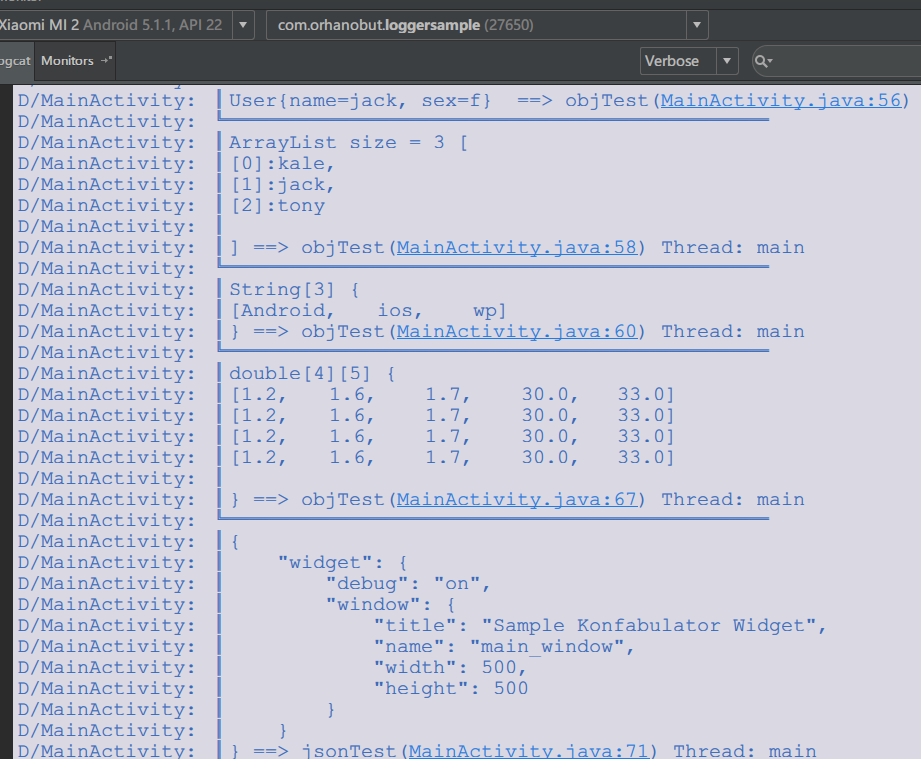 Xiaomi MI 2 Android 5.1.1, API 22 com.orhanobut.loggersample (27650)
Monitors Verbose
D/MainActivity: User{name=jack, sex=f} ==> objTest(MainActivity.java:56)
D/MainActivity:
D/MainActivity: ArrayList size = 3 [
D/MainActivity: [0]:kale,
D/MainActivity: [1]:jack,
D/MainActivity: [2]:tony
D/MainActivity:
D/MainActivity: ] ==> objTest(MainActivity.java:58) Thread: main
D/MainActivity:
D/MainActivity: String[3] {
D/MainActivity: [Android, ios, wp]
D/MainActivity: } ==> objTest(MainActivity.java:60) Thread: main
D/MainActivity:
D/MainActivity: double[4][5] {
D/MainActivity: [1.2, 1.6, 1.7, 30.0, 33.0]
D/MainActivity: [1.2, 1.6, 1.7, 30.0, 33.0]
D/MainActivity: [1.2, 1.6, 1.7, 30.0, 33.0]
D/MainActivity: [1.2, 1.6, 1.7, 30.0, 33.0]
D/MainActivity:
D/MainActivity: } ==> objTest(MainActivity.java:67) Thread: main
D/MainActivity:
D/MainActivity: {
D/MainActivity: "widget": {
D/MainActivity: "debug": "on",
D/MainActivity: "window": {
D/MainActivity: "title": "Sample Konfabulator Widget",
D/MainActivity: "name": "main_window",
D/MainActivity: "width": 500,
D/MainActivity: "height": 500
D/MainActivity: }
D/MainActivity: }
D/MainActivity: } ==> jsonTest(MainActivity.java:71) Thread: main